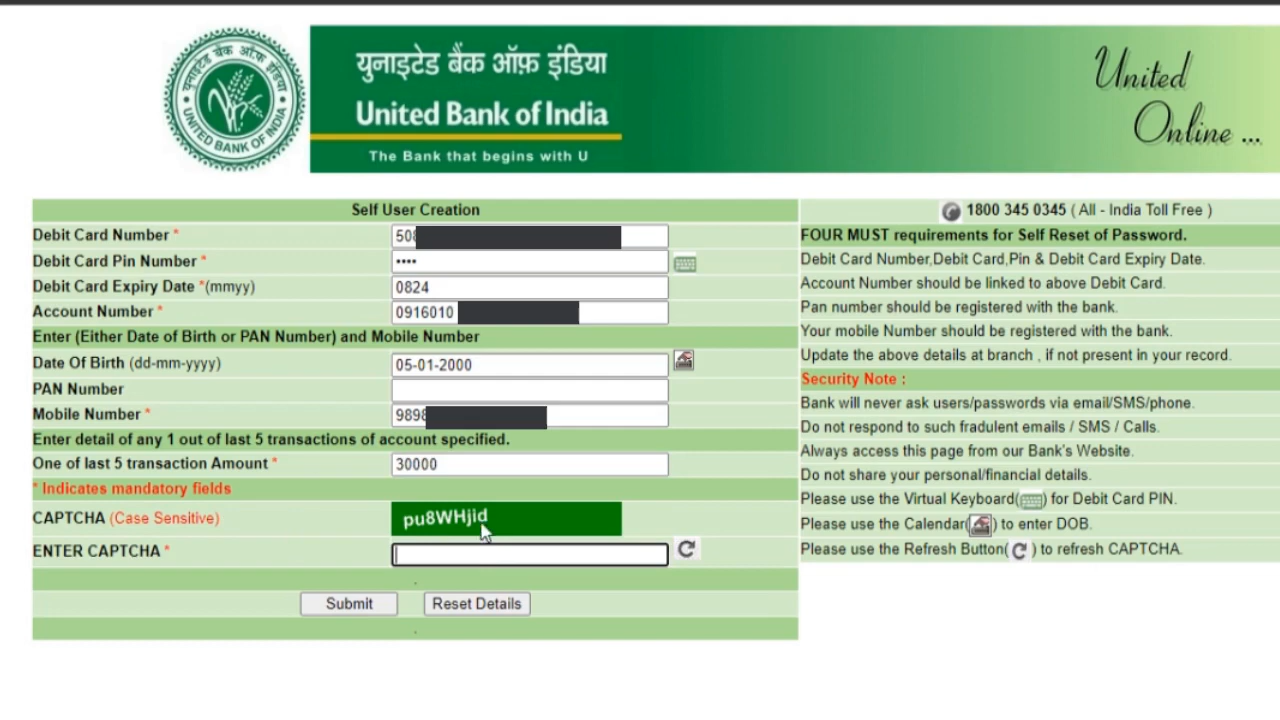 युनाइटेड बैंक ऑफ़ इंडिया
United Bank of India
The Bank that begins with U
युनाइटेड बैंक ऑफ़ इंडिया
UNITED BANK OF INDIA
United
Online ...
Self User Creation
Debit Card Number * 508
Debit Card Pin Number * ••••
Debit Card Expiry Date *(mmyy) 0824
Account Number * 0916010
Enter (Either Date of Birth or PAN Number) and Mobile Number
Date Of Birth (dd-mm-yyyy) 05-01-2000
PAN Number
Mobile Number * 9898
Enter detail of any 1 out of last 5 transactions of account specified.
One of last 5 transaction Amount * 30000
* Indicates mandatory fields
CAPTCHA (Case Sensitive) pu8WHjid
ENTER CAPTCHA *
.
Submit Reset Details
.
1800 345 0345 ( All - India Toll Free )
FOUR MUST requirements for Self Reset of Password.
Debit Card Number,Debit Card,Pin & Debit Card Expiry Date.
Account Number should be linked to above Debit Card.
Pan number should be registered with the bank.
Your mobile Number should be registered with the bank.
Update the above details at branch , if not present in your record.
Security Note :
Bank will never ask users/passwords via email/SMS/phone.
Do not respond to such fradulent emails / SMS / Calls.
Always access this page from our Bank's Website.
Do not share your personal/financial details.
Please use the Virtual Keyboard( ) for Debit Card PIN.
Please use the Calendar( ) to enter DOB.
Please use the Refresh Button( ) to refresh CAPTCHA.